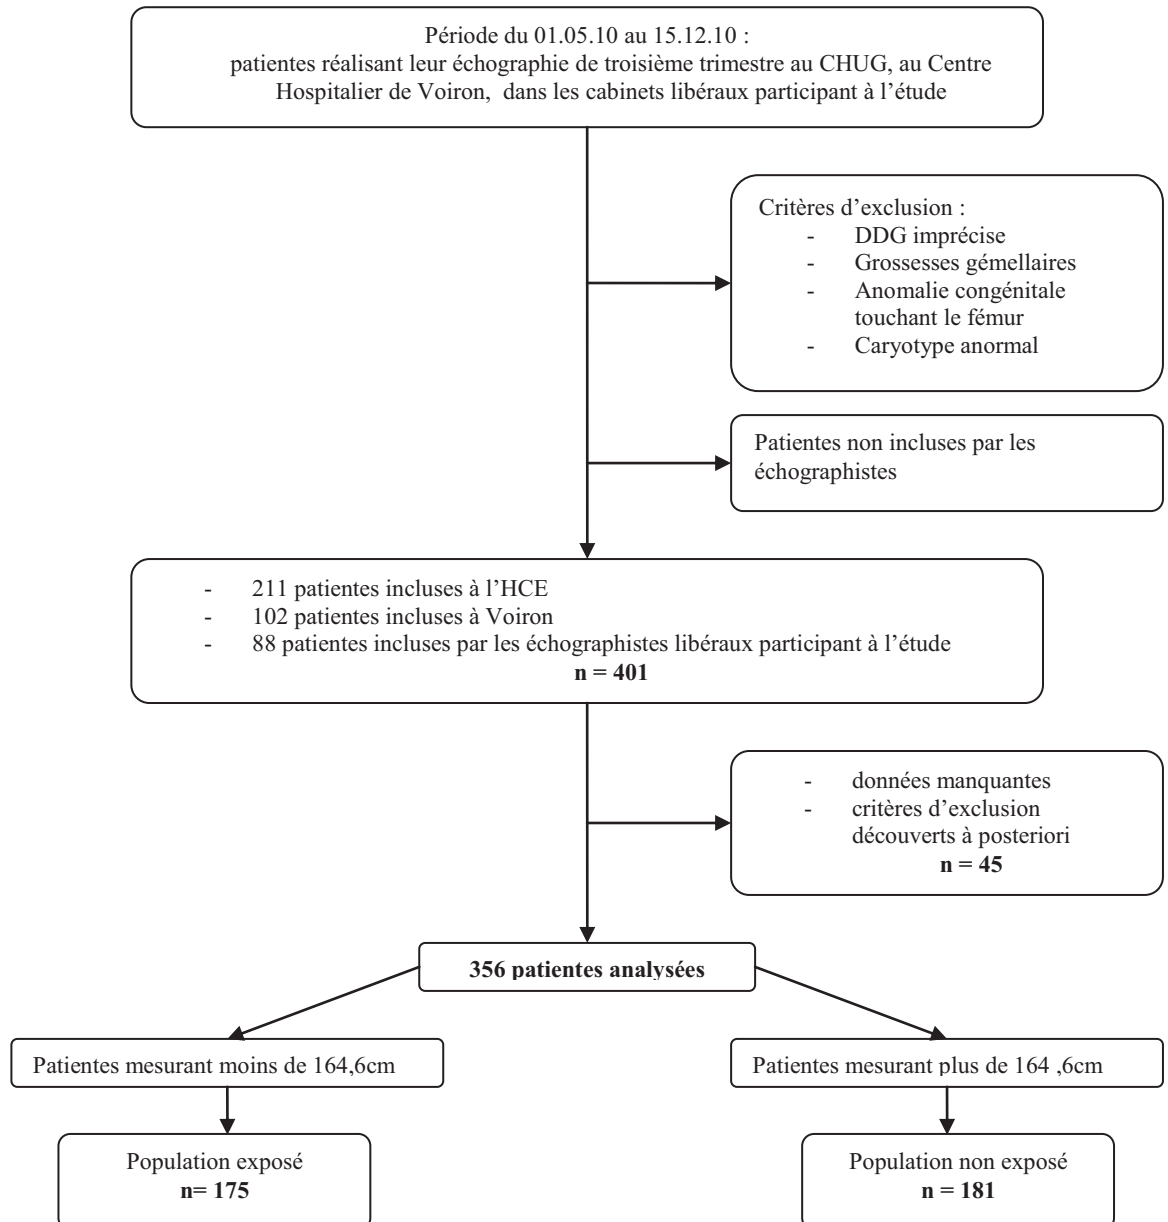 Période du 01.05.10 au 15.12.10 :
patientes réalisant leur échographie de troisième trimestre au CHUG, au Centre
Hospitalier de Voiron, dans les cabinets libéraux participant à l'étude
Critères d'exclusion :
- DDG imprécise
- Grossesses gémellaires
- Anomalie congénitale
touchant le fémur
- Caryotype anormal
Patientes non incluses par les
échographistes
- 211 patientes incluses à l'HCE
- 102 patientes incluses à Voiron
- 88 patientes incluses par les échographistes libéraux participant à l'étude
n = 401
- données manquantes
- critères d'exclusion
découverts à posteriori
n = 45
356 patientes analysées
Patientes mesurant moins de 164,6cm
Patientes mesurant plus de 164 ,6cm
Population exposé
n= 175
Population non exposé
n = 181